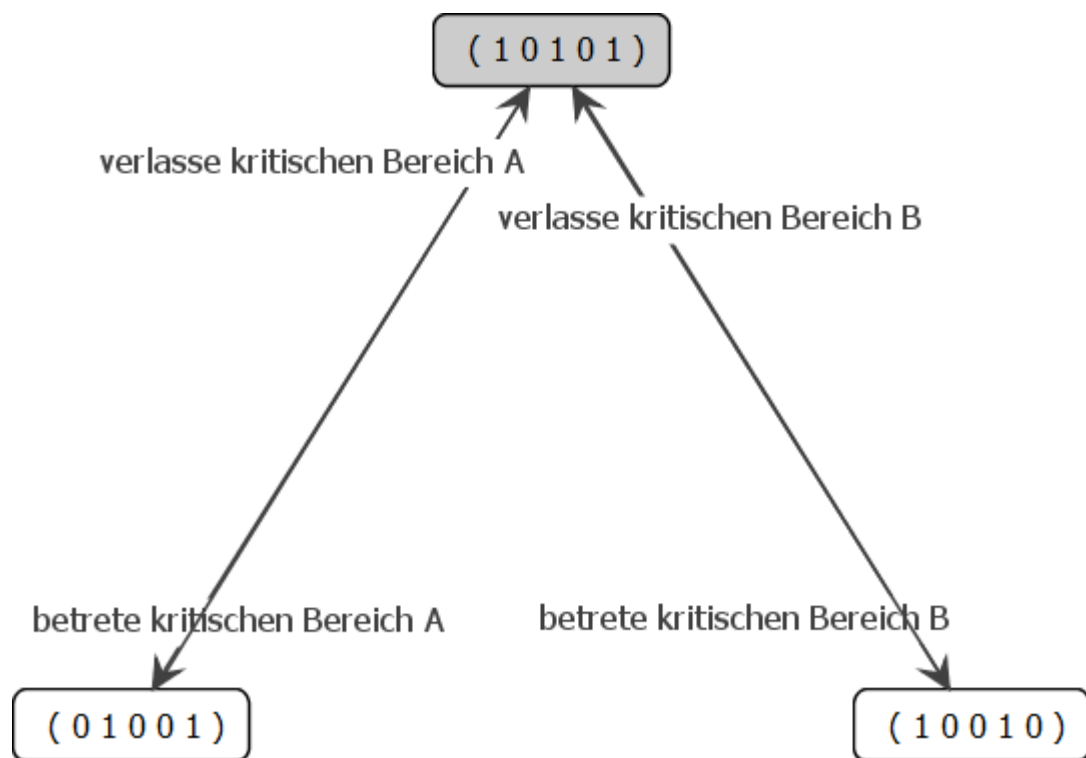 ( 1 0 1 0 1 )
verlasse kritischen Bereich A
verlasse kritischen Bereich B
betrete kritischen Bereich A
betrete kritischen Bereich B
( 0 1 0 0 1 )
( 1 0 0 1 0 )